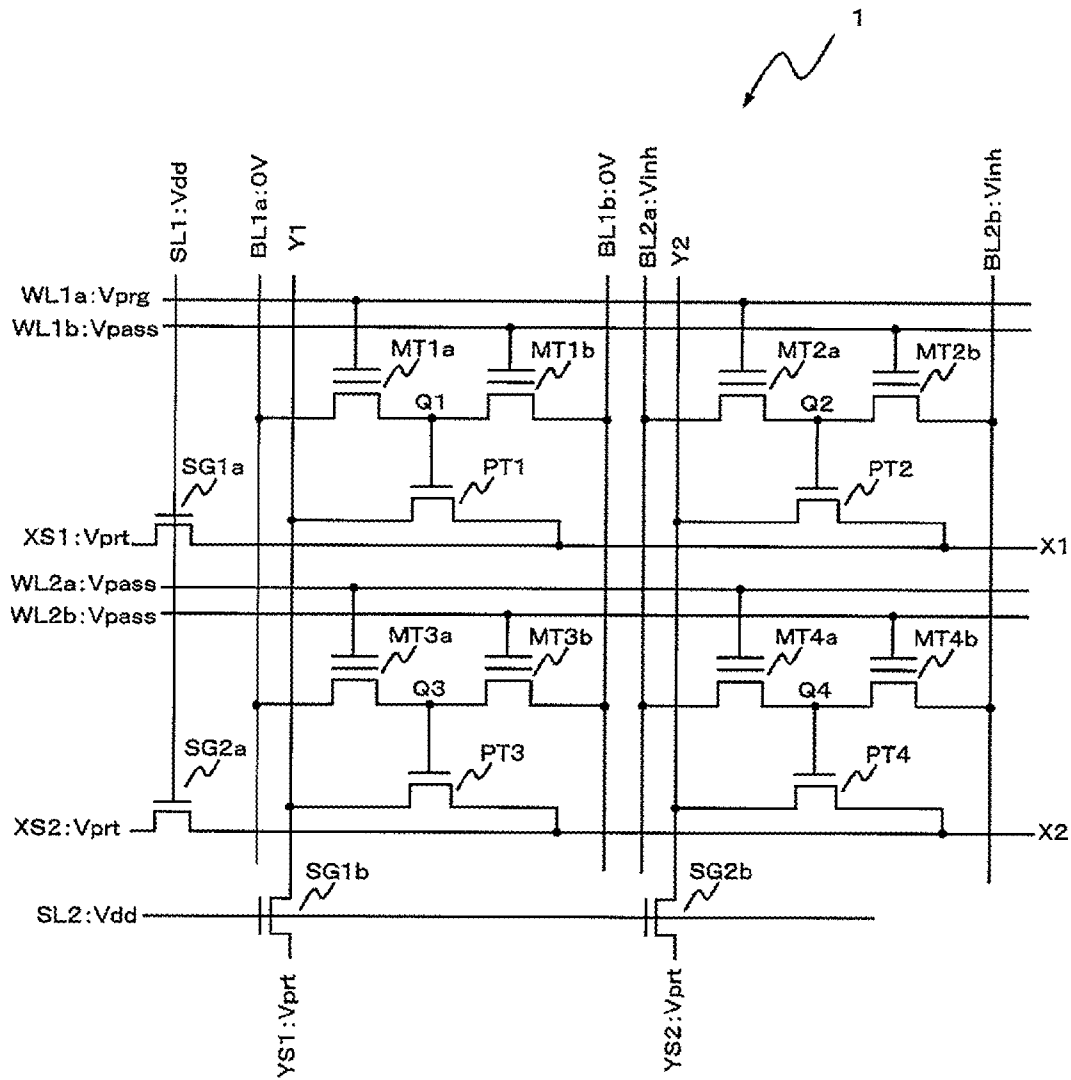 1
SL1:Vdd
BL1a:0V
Y1
BL1b:0V
BL2a:Vinh
Y2
BL2b:Vinh
WL1a:Vprg
WL1b:Vpass
MT1a
MT1b
MT2a
MT2b
Q1
Q2
SG1a
PT1
PT2
XS1:Vprt
X1
WL2a:Vpass
WL2b:Vpass
MT3a
MT3b
MT4a
MT4b
Q3
Q4
SG2a
PT3
PT4
XS2:Vprt
X2
SG1b
SG2b
SL2:Vdd
YS1:Vprt
YS2:Vprt